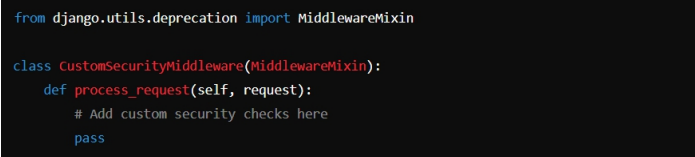 from django.utils.deprecation import MiddlewareMixin
class CustomSecurityMiddleware(MiddlewareMixin):
    def process_request(self, request):
        # Add custom security checks here
        pass